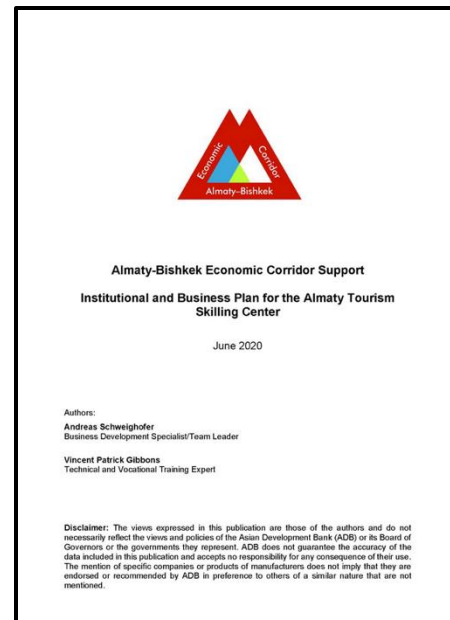 Economic
Corridor
Almaty-Bishkek
Almaty-Bishkek Economic Corridor Support
Institutional and Business Plan for the Almaty Tourism
Skilling Center
June 2020
Authors:
Andreas Schweighofer
Business Development Specialist/Team Leader
Vincent Patrick Gibbons
Technical and Vocational Training Expert
Disclaimer: The views expressed in this publication are those of the authors and do not
necessarily reflect the views and policies of the Asian Development Bank (ADB) or its Board of
Governors or the governments they represent. ADB does not guarantee the accuracy of the
data included in this publication and accepts no responsibility for any consequence of their use.
The mention of specific companies or products of manufacturers does not imply that they are
endorsed or recommended by ADB in preference to others of a similar nature that are not
mentioned.